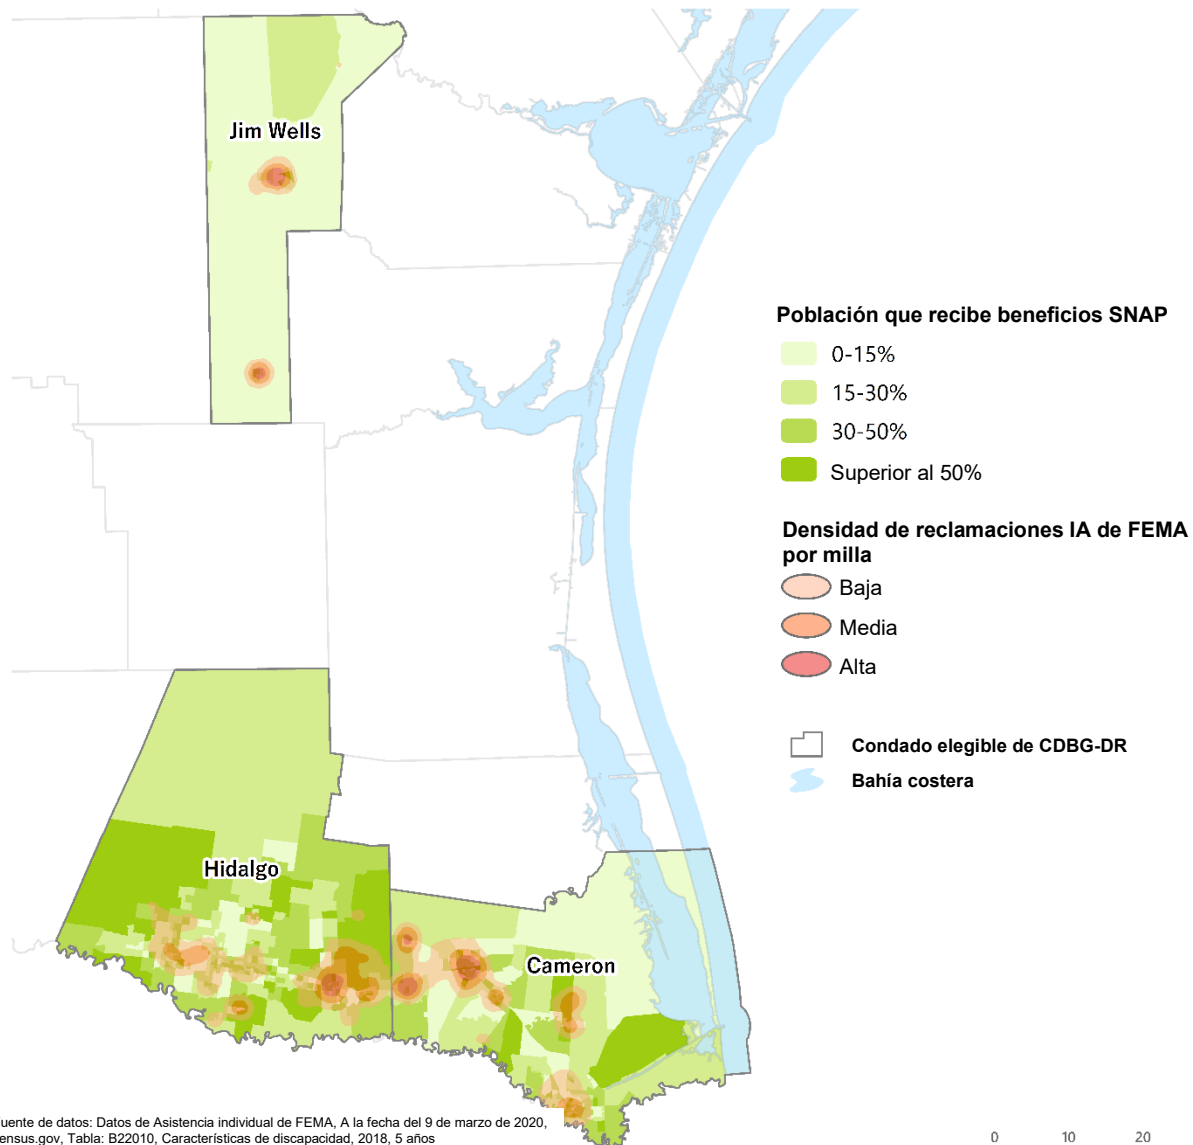 Jim Wells
Población que recibe beneficios SNAP
0-15%
15-30%
30-50%
Superior al 50%
Densidad de reclamaciones IA de FEMA
por milla
Baja
Media
Alta
Condado elegible de CDBG-DR
Bahía costera
Hidalgo
Cameron
uente de datos: Datos de Asistencia individual de FEMA, A la fecha del 9 de marzo de 2020,
ensus.gov, Tabla: B22010, Características de discapacidad, 2018, 5 años
0 10 20